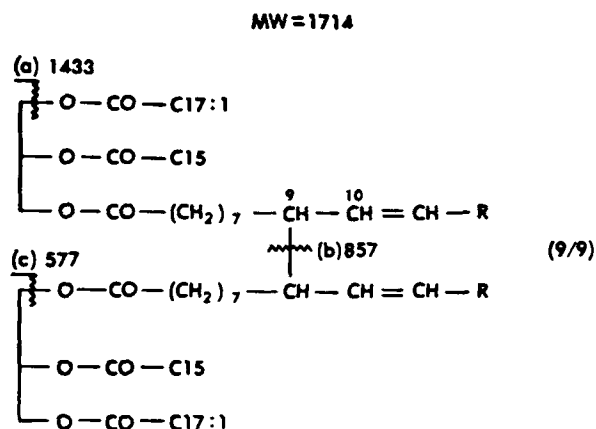 MW=1714
(a) 1433
O—CO—C17:1
O—CO—C15
O—CO—(CH2)7—CH—CH=CH—R
9 10
(b)857 (9/9)
(c) 577
O—CO—(CH2)7—CH—CH=CH—R
O—CO—C15
O—CO—C17:1